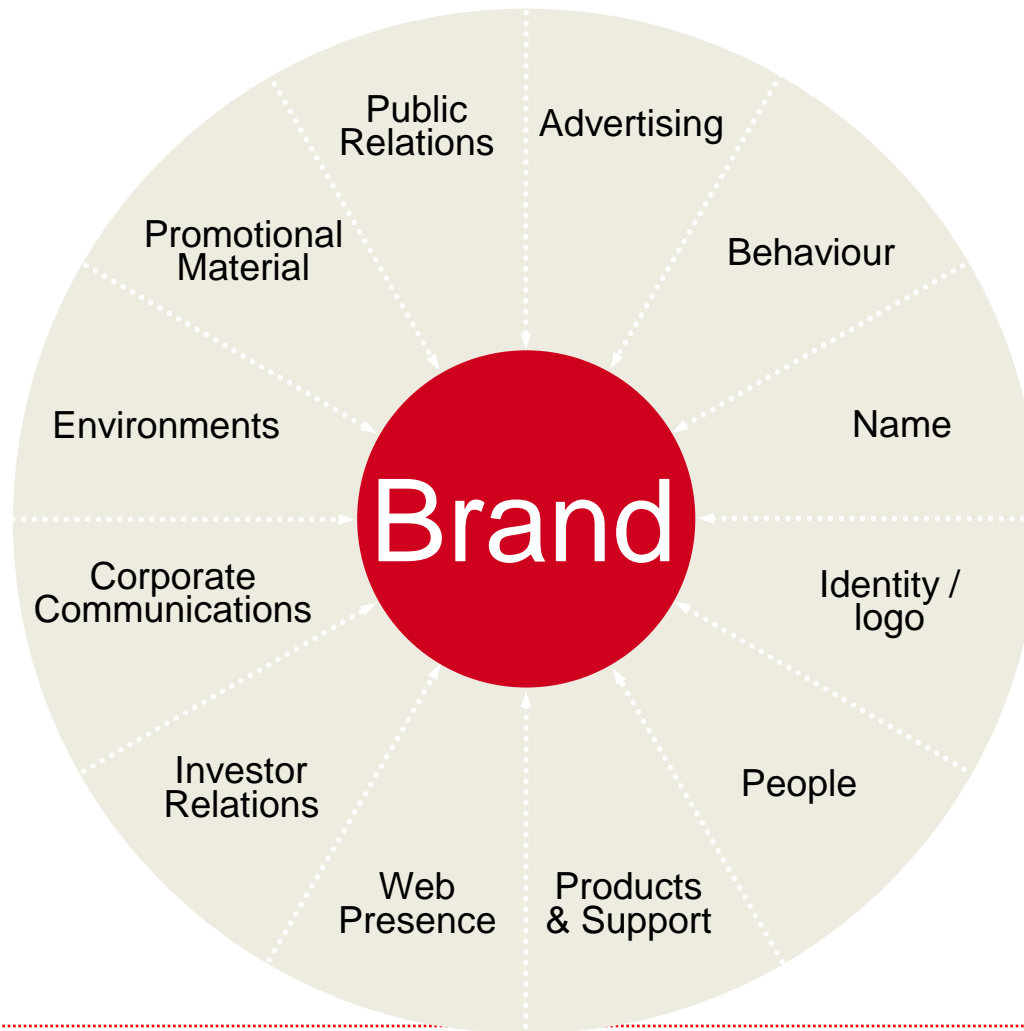 Public
Relations
Advertising
Promotional
Material
Behaviour
Environments
Name
Brand
Corporate
Communications
Identity /
logo
Investor
Relations
People
Web
Presence
Products
& Support